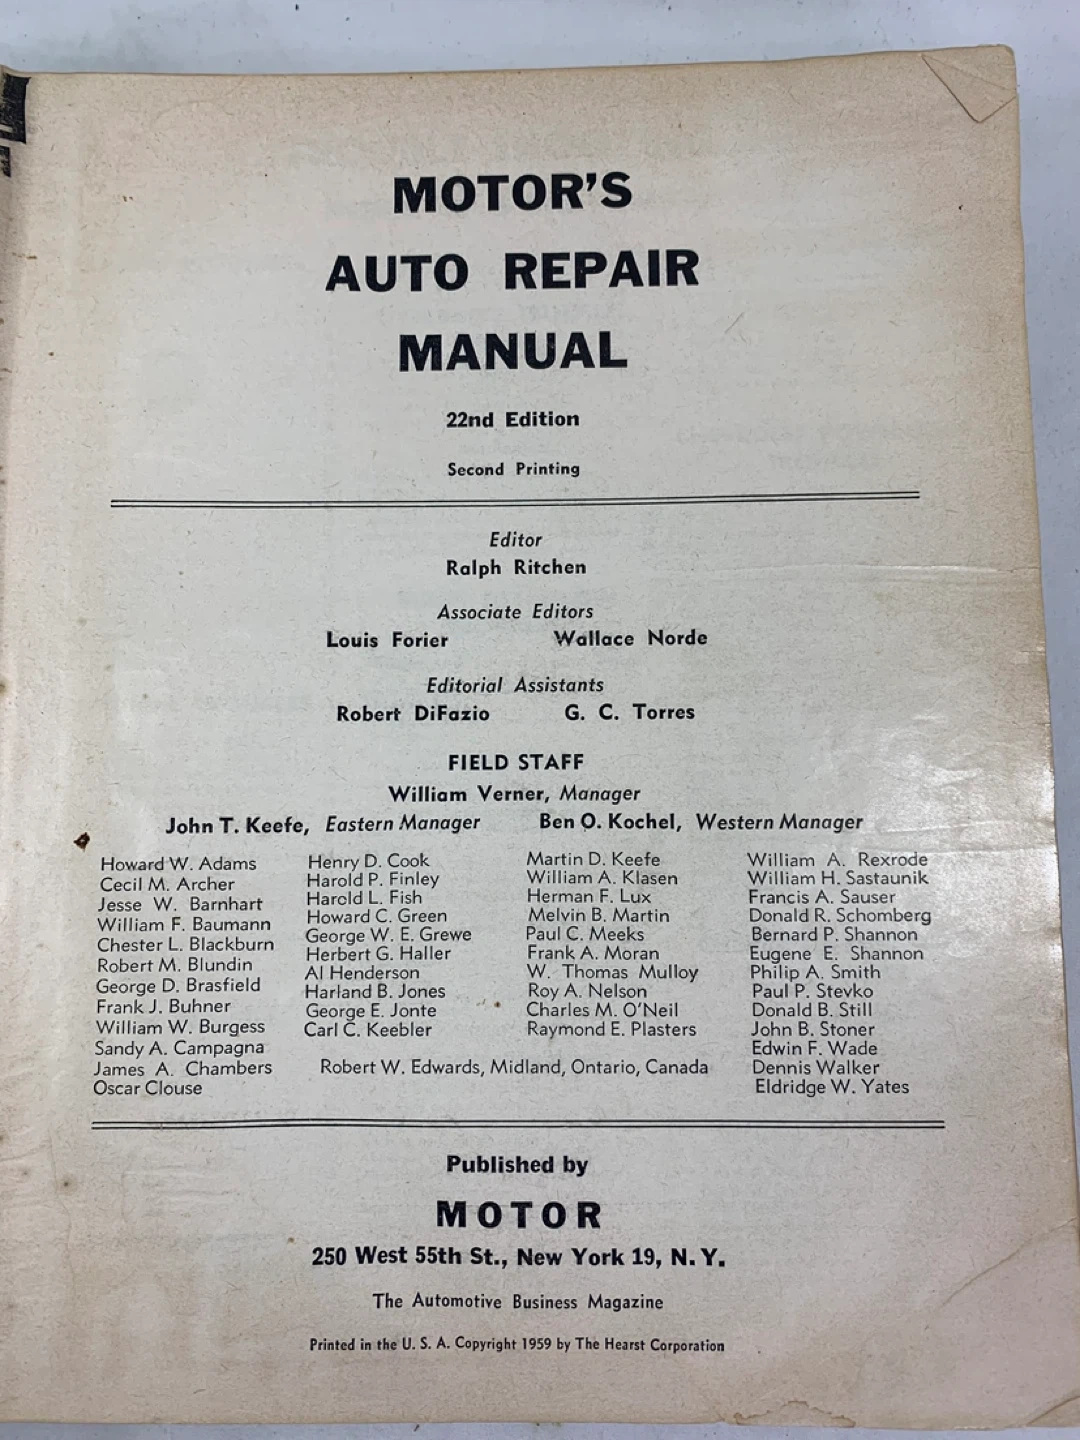 MOTOR'S
AUTO REPAIR
MANUAL
22nd Edition
Second Printing
Editor
Ralph Ritchen
Associate Editors
Louis Forier Wallace Norde
Editorial Assistants
Robert DiFazio G. C. Torres
FIELD STAFF
William Verner, Manager
John T. Keefe, Eastern Manager Ben O. Kochel, Western Manager
Howard W. Adams
Cecil M. Archer
Jesse W. Barnhart
William F. Baumann
Chester L. Blackburn
Robert M. Blundin
George D. Brasfield
Frank J. Buhner
William W. Burgess
Sandy A. Campagna
James A. Chambers
Oscar Clouse
Henry D. Cook
Harold P. Finley
Harold L. Fish
Howard C. Green
George W. E. Grewe
Herbert G. Haller
Al Henderson
Harland B. Jones
George E. Jonte
Carl C. Keebler
Martin D. Keefe
William A. Klasen
Herman F. Lux
Melvin B. Martin
Paul C. Meeks
Frank A. Moran
W. Thomas Mulloy
Roy A. Nelson
Charles M. O'Neil
Raymond E. Plasters
William A. Rexrode
William H. Sastaunik
Francis A. Sauser
Donald R. Schomberg
Bernard P. Shannon
Eugene E. Shannon
Philip A. Smith
Paul P. Stevko
Donald B. Still
John B. Stoner
Edwin F. Wade
Dennis Walker
Eldridge W. Yates
Robert W. Edwards, Midland, Ontario, Canada
Published by
MOTOR
250 West 55th St., New York 19, N. Y.
The Automotive Business Magazine
Printed in the U. S. A. Copyright 1959 by The Hearst Corporation